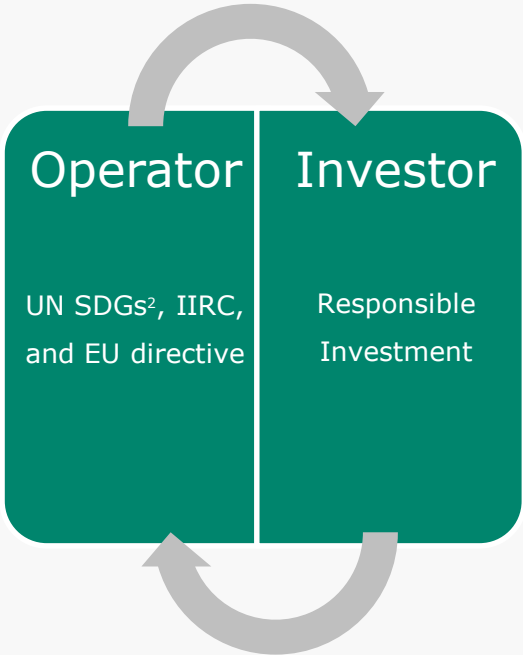 Operator
UN SDGs², IIRC,
and EU directive
Investor
Responsible
Investment